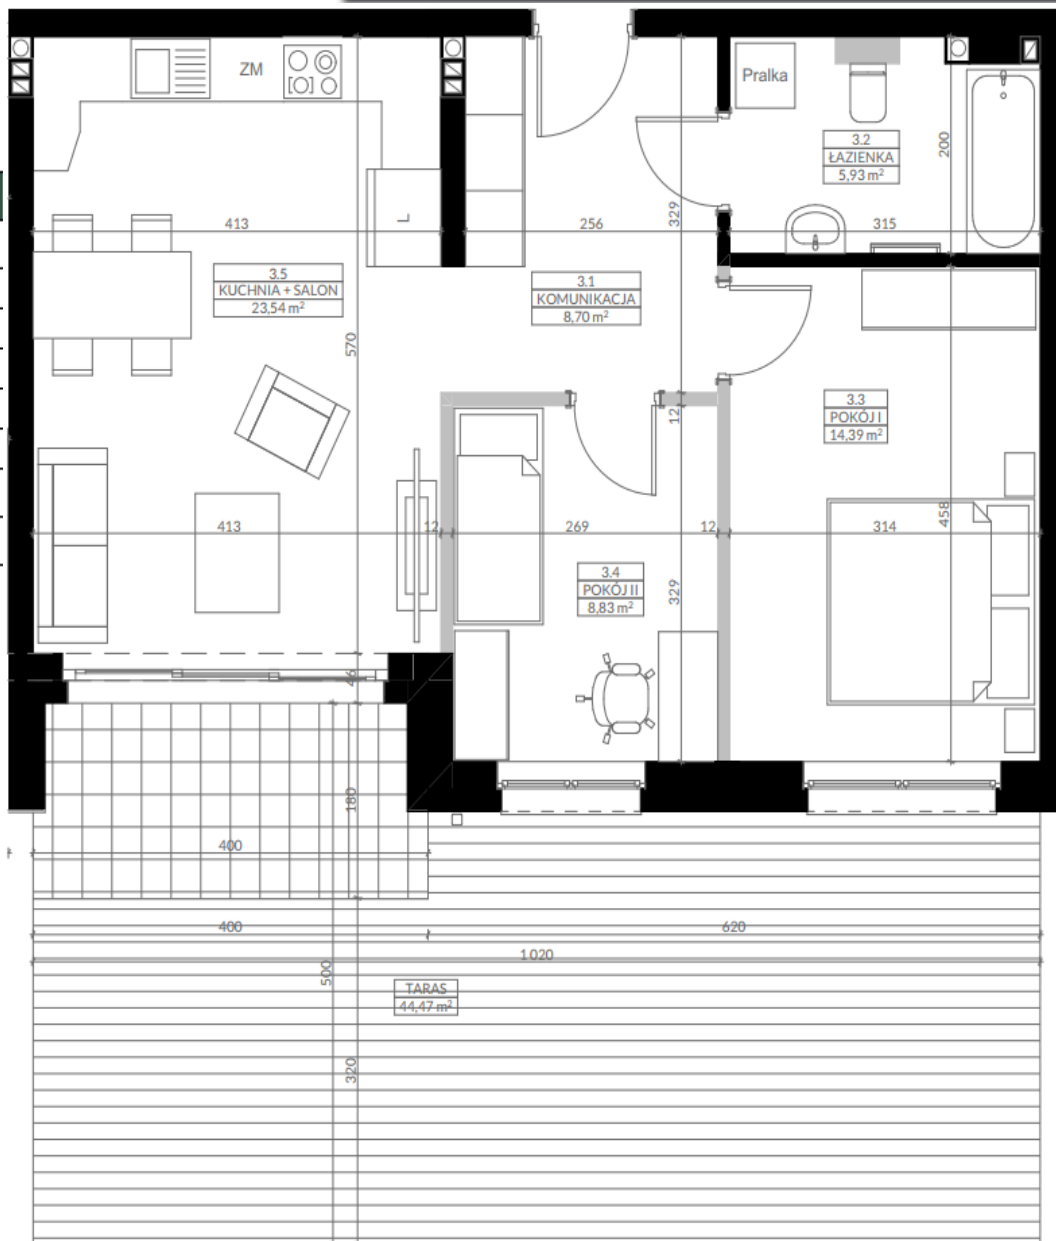 ZM
Pralka
3.2
ŁAZIENKA
5,93 m²
200
L
413
256
329
315
3.5
KUCHNIA + SALON
23,54 m²
3.1
KOMUNIKACJA
8,70 m²
570
12
3.3
POKÓJ I
14,39 m²
413
12
269
12
314
458
3.4
POKÓJ II
8,83 m²
329
46
180
400
400
620
1020
500
TARAS
44,47 m²
320